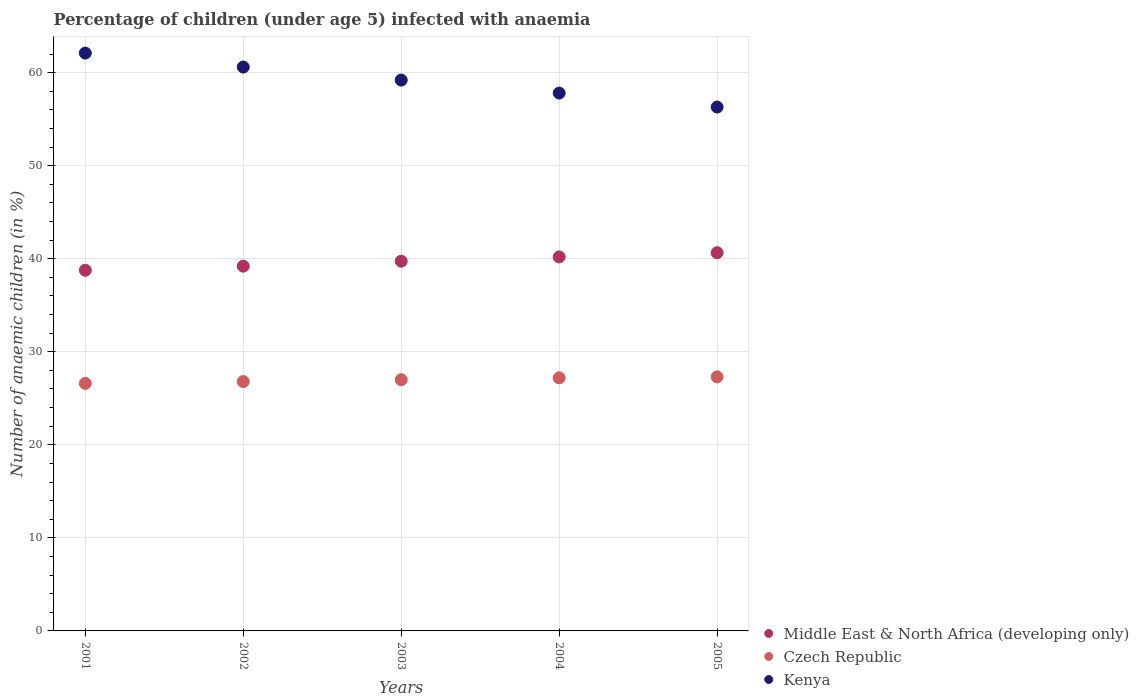 Percentage of children (under age 5) infected with anaemia
Number of anaemic children (in %)
60
50
40
30
20
10
0
2001
2002
2003
2004
2005
Years
Middle East & North Africa (developing only)
Czech Republic
Kenya